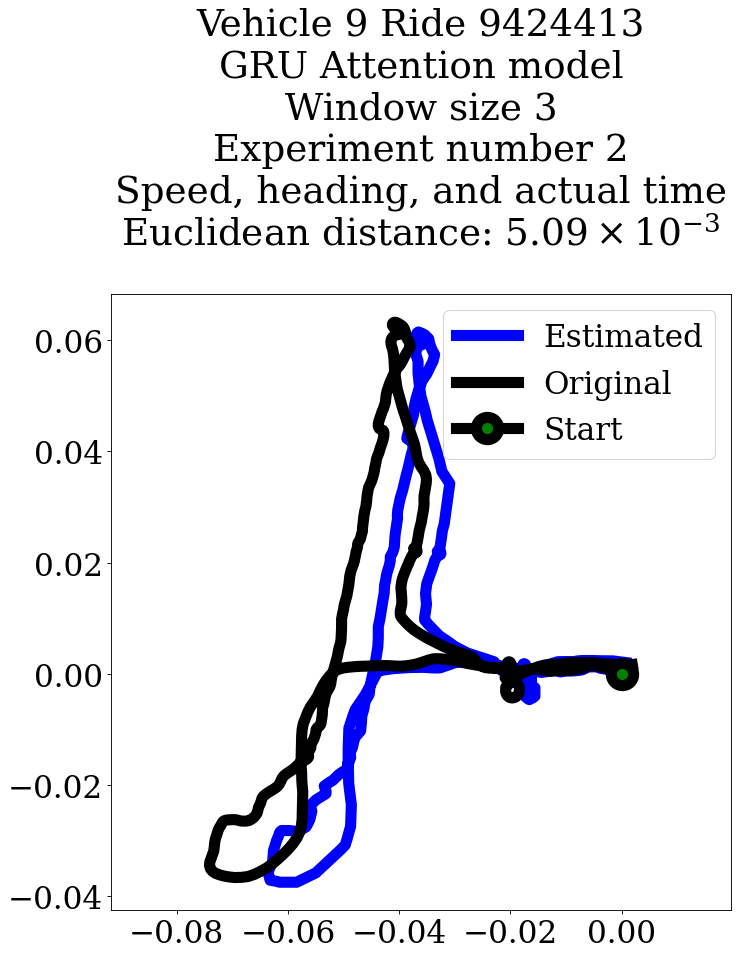 Vehicle 9 Ride 9424413
GRU Attention model
Window size 3
Experiment number 2
Speed, heading, and actual time
Euclidean distance: 5.09 × 10⁻³
Estimated
Original
Start
0.06
0.04
0.02
0.00
−0.02
−0.04
−0.08 −0.06 −0.04 −0.02 0.00